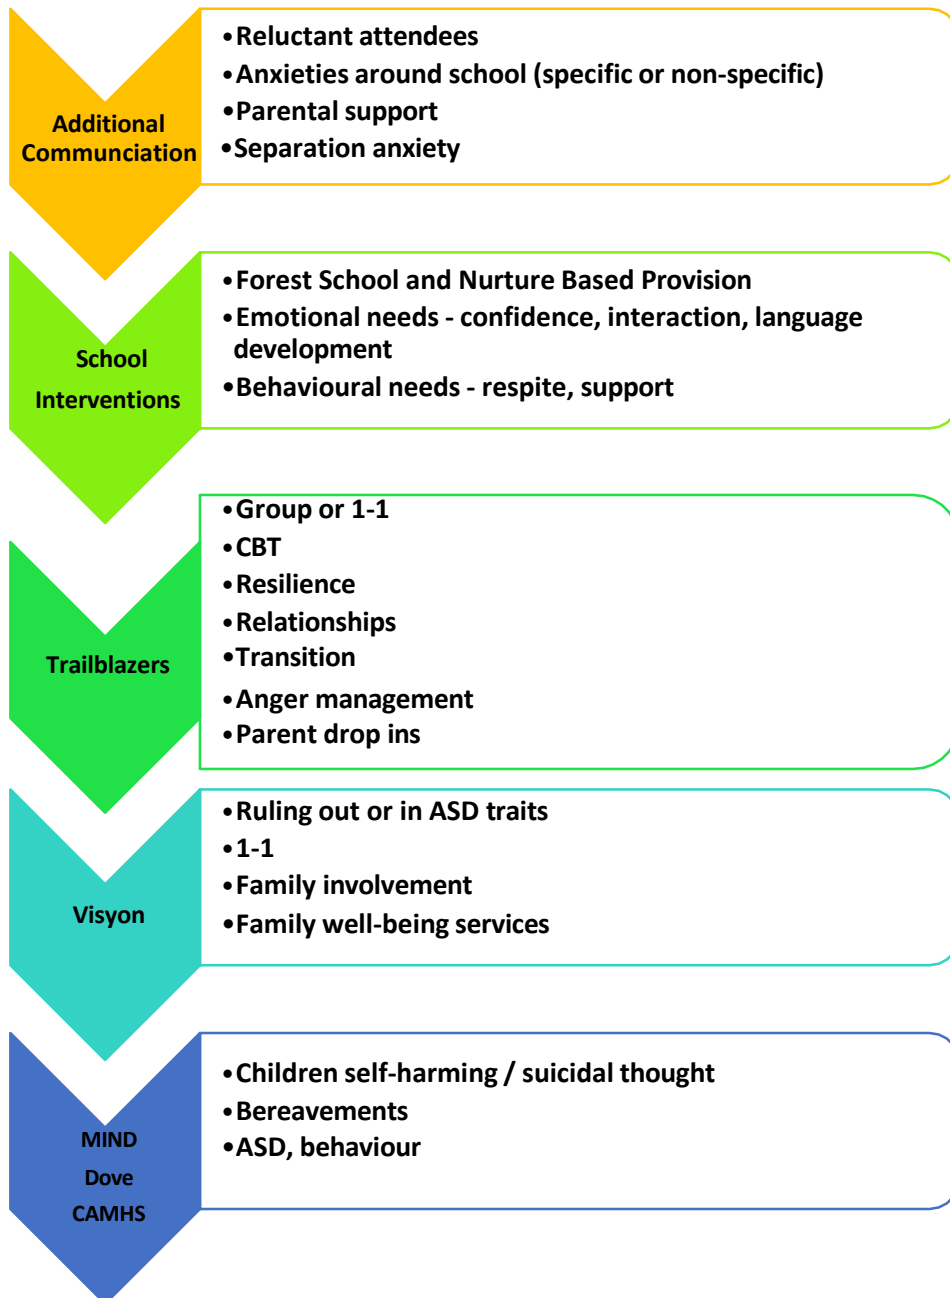 Additional
Communciation
•Reluctant attendees
•Anxieties around school (specific or non-specific)
•Parental support
•Separation anxiety
School
Interventions
•Forest School and Nurture Based Provision
•Emotional needs - confidence, interaction, language
development
•Behavioural needs - respite, support
Trailblazers
•Group or 1-1
•CBT
•Resilience
•Relationships
•Transition
•Anger management
•Parent drop ins
Visyon
•Ruling out or in ASD traits
•1-1
•Family involvement
•Family well-being services
MIND
Dove
CAMHS
•Children self-harming / suicidal thought
•Bereavements
•ASD, behaviour